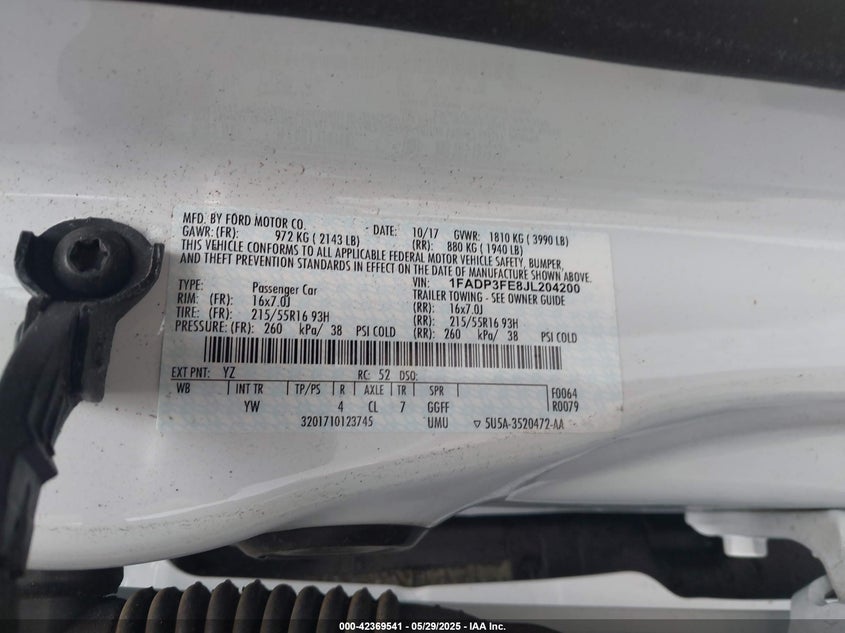 MFD. BY FORD MOTOR CO.
DATE: 10/17 GVWR: 1810 KG ( 3990 LB)
GAWR: (FR): 972 KG ( 2143 LB) (RR): 880 KG ( 1940 LB)
THIS VEHICLE CONFORMS TO ALL APPLICABLE FEDERAL MOTOR VEHICLE SAFETY, BUMPER,
AND THEFT PREVENTION STANDARDS IN EFFECT ON THE DATE OF MANUFACTURE SHOWN ABOVE.
VIN: 1FADP3FE8JL204200
TYPE: Passenger Car TRAILER TOWING - SEE OWNER GUIDE
RIM: (FR): 16x7.0J (RR): 16x7.0J
TIRE: (FR): 215/55R16 93H (RR): 215/55R16 93H
PRESSURE: (FR): 260 kPa/ 38 PSI COLD (RR): 260 kPa/ 38 PSI COLD
EXT PNT: YZ RC: 52 DSO:
WB INT TR TP/PS R AXLE TR SPR F0064
YW 4 CL 7 GGFF R0079
3201710123745 UMU ▽ 5U5A-3520472-AA
000-42369541 - 05/29/2025 - IAA Inc.